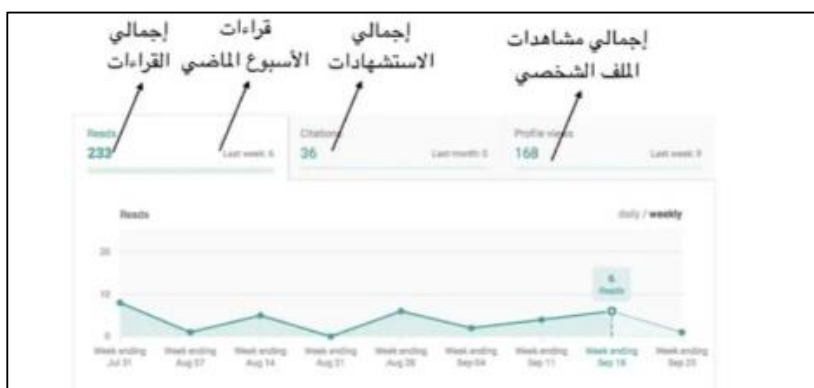 إجمالي القراءات
قراءات الأسبوع الماضي
إجمالي الاستشهادات
إجمالي مشاهدات الملف الشخصي
Reads
233
Last week: 6
Citations
36
Last month: 0
Profile views
168
Last week: 9
Reads
daily / weekly
20
10
0
6
Reads
Week ending Jul 31
Week ending Aug 07
Week ending Aug 14
Week ending Aug 21
Week ending Aug 28
Week ending Sep 04
Week ending Sep 11
Week ending Sep 18
Week ending Sep 25